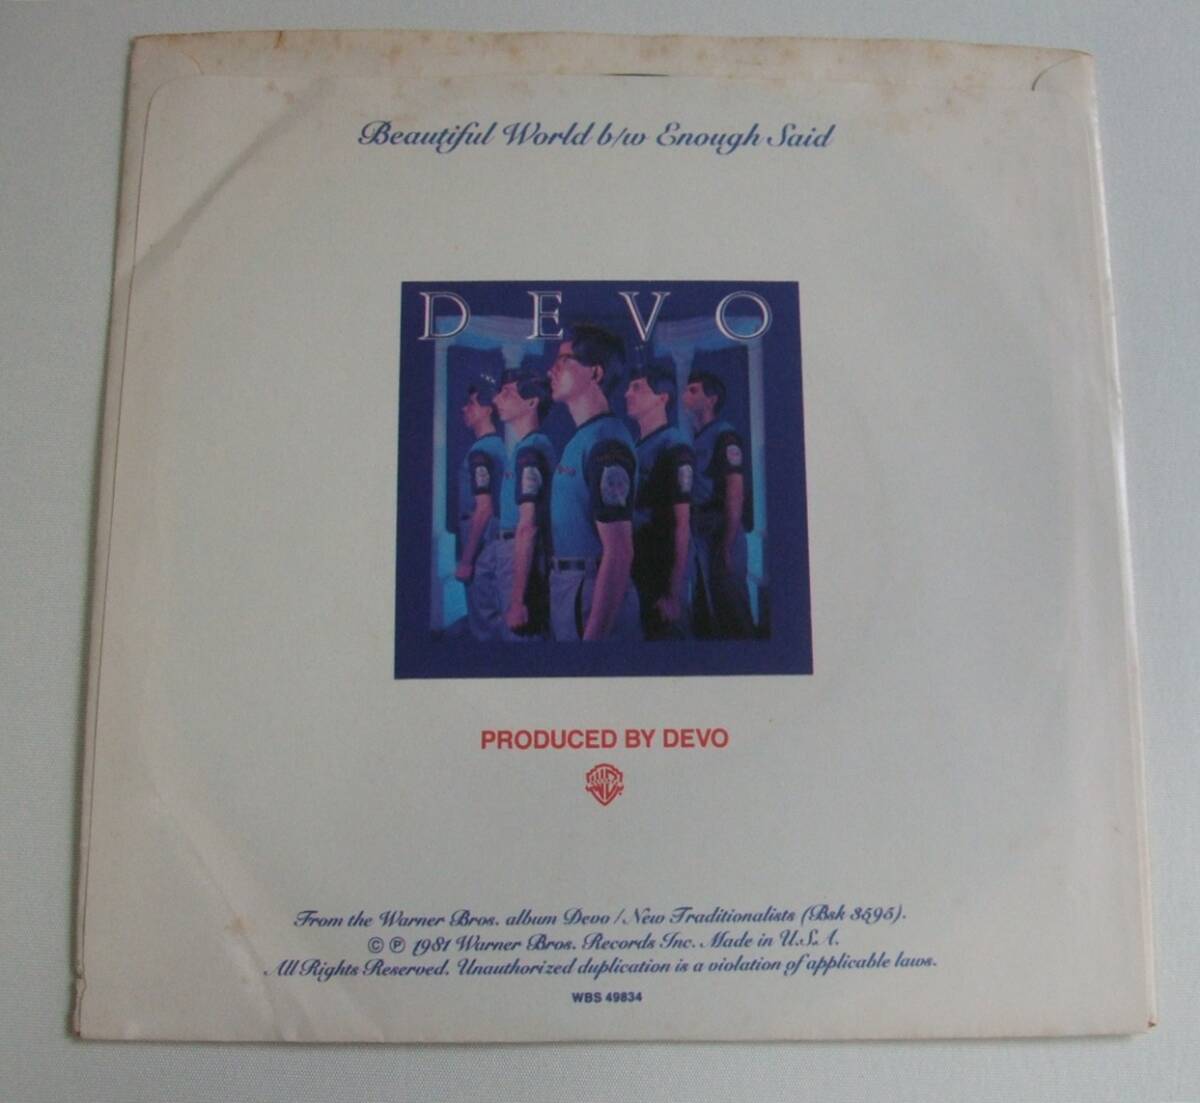 Beautiful World b/w Enough Said
DEVO
PRODUCED BY DEVO
From the Warner Bros. album Devo / New Traditionalists (Bsk 3595).
© ℗ 1981 Warner Bros. Records Inc. Made in U.S.A.
All Rights Reserved. Unauthorized duplication is a violation of applicable laws.
WBS 49834